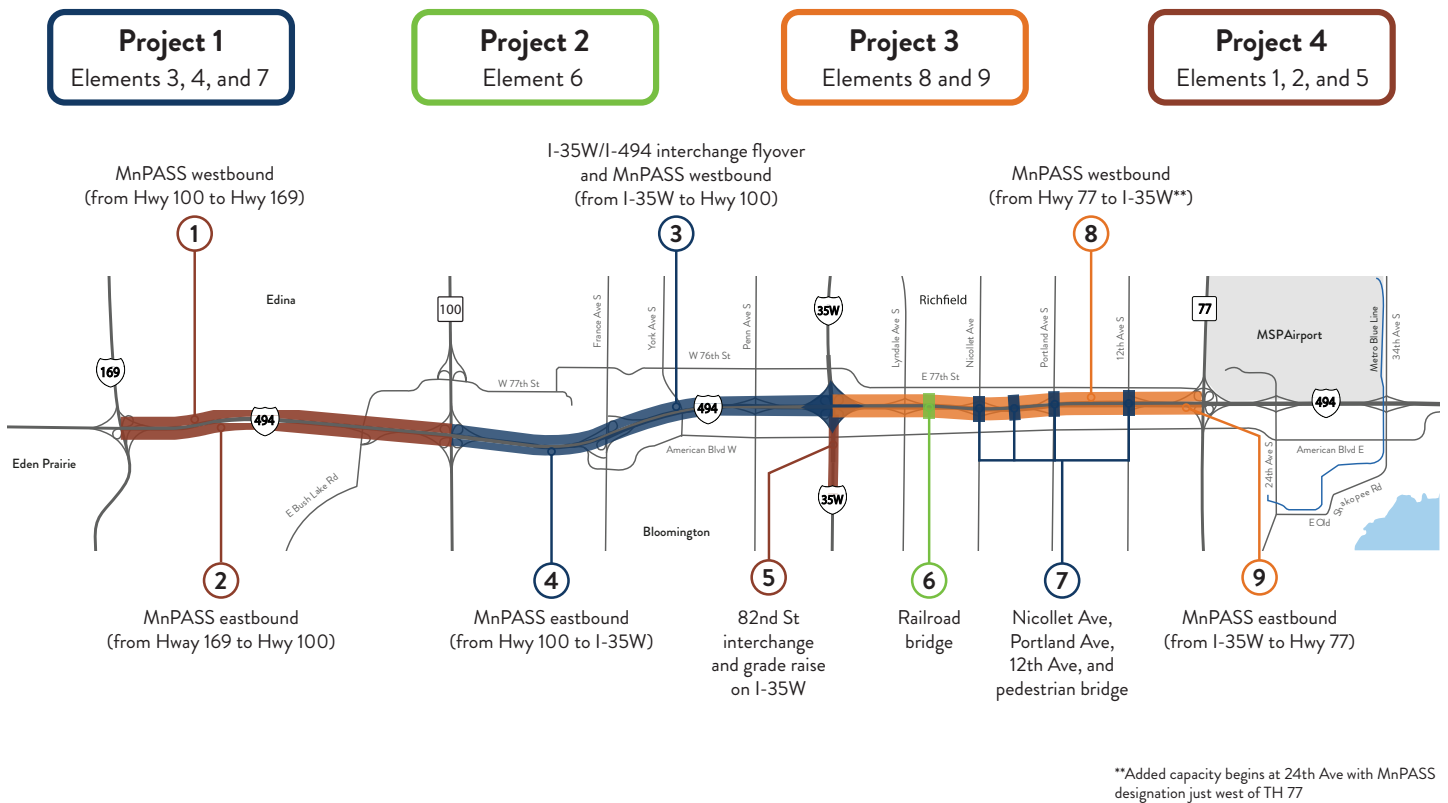 Project 1
Elements 3, 4, and 7
Project 2
Element 6
Project 3
Elements 8 and 9
Project 4
Elements 1, 2, and 5
MnPASS westbound
(from Hwy 100 to Hwy 169)
1
I-35W/I-494 interchange flyover
and MnPASS westbound
(from I-35W to Hwy 100)
3
MnPASS westbound
(from Hwy 77 to I-35W**)
8
Edina
100
France Ave S
York Ave S
Penn Ave S
35W
Lyndale Ave S
Richfield
Nicollet Ave
Portland Ave S
12th Ave S
77
MSPAirport
Metro Blue Line
34th Ave S
169
W 77th St
W 76th St
E 77th St
494
494
494
Eden Prairie
E Bush Lake Rd
American Blvd W
35W
Bloomington
24th Ave S
American Blvd E
E Old
Shakopee Rd
2
MnPASS eastbound
(from Hway 169 to Hwy 100)
4
MnPASS eastbound
(from Hwy 100 to I-35W)
5
82nd St
interchange
and grade raise
on I-35W
6
Railroad
bridge
7
Nicollet Ave,
Portland Ave,
12th Ave, and
pedestrian bridge
9
MnPASS eastbound
(from I-35W to Hwy 77)
**Added capacity begins at 24th Ave with MnPASS
designation just west of TH 77